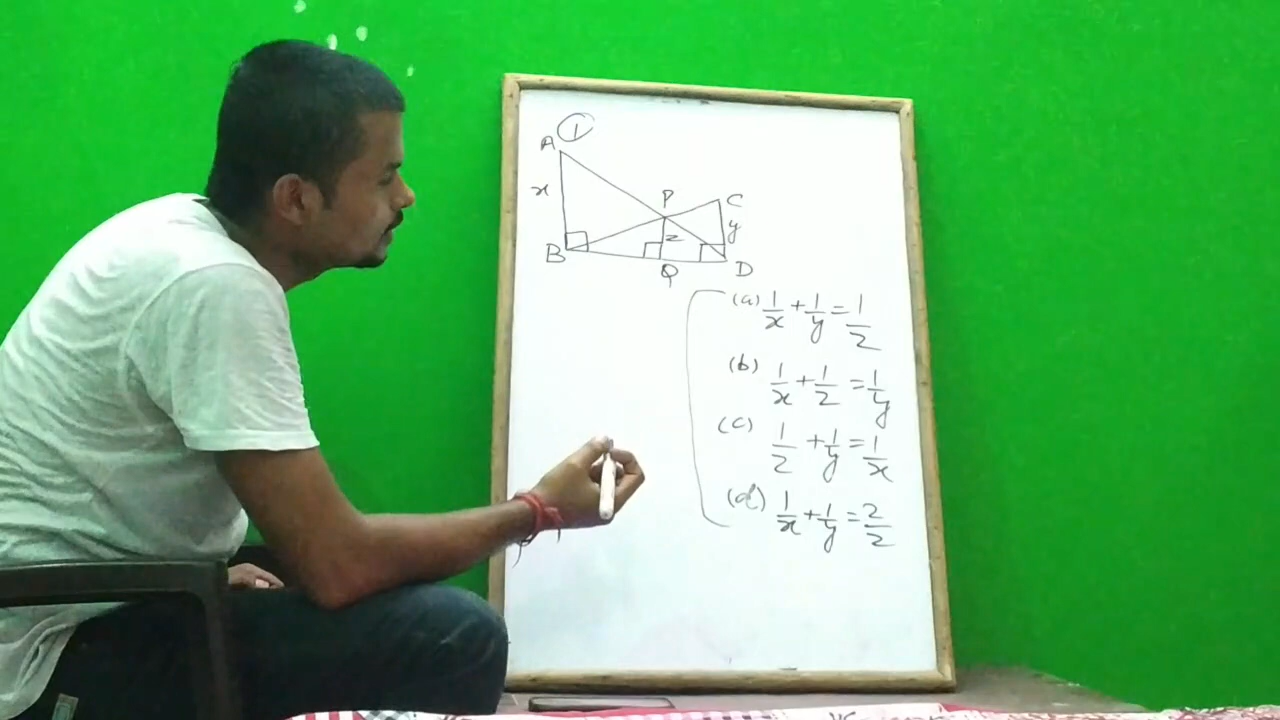 ①
A
x
P
C
y
z
B
Q
D
(a) 1/x + 1/y = 1/z
(b) 1/x + 1/z = 1/y
(c) 1/z + 1/y = 1/x
(d) 1/x + 1/y = 2/z